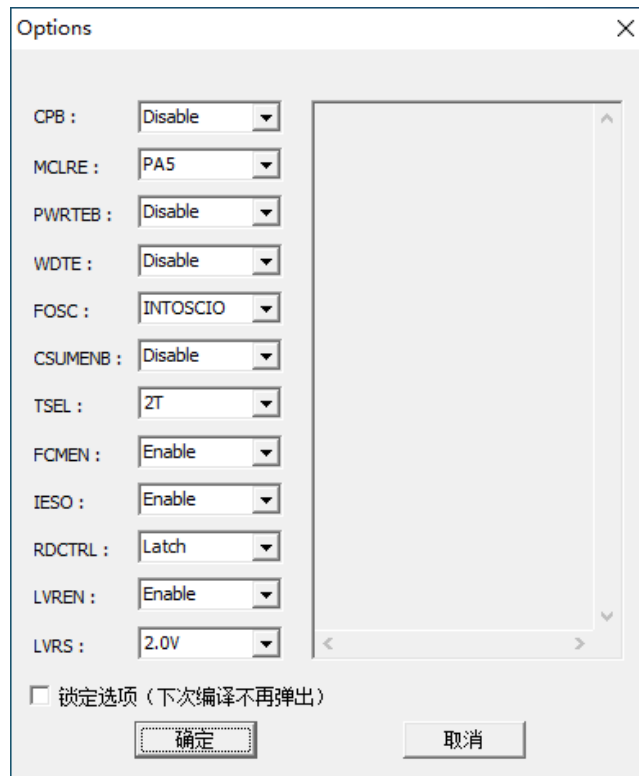 Options
CPB : Disable
MCLRE : PA5
PWRTEB : Disable
WDTE : Disable
FOSC : INTOSCIO
CSUMENB : Disable
TSEL : 2T
FCMEN : Enable
IESO : Enable
RDCTRL : Latch
LVREN : Enable
LVRS : 2.0V
锁定选项（下次编译不再弹出）
确定 取消